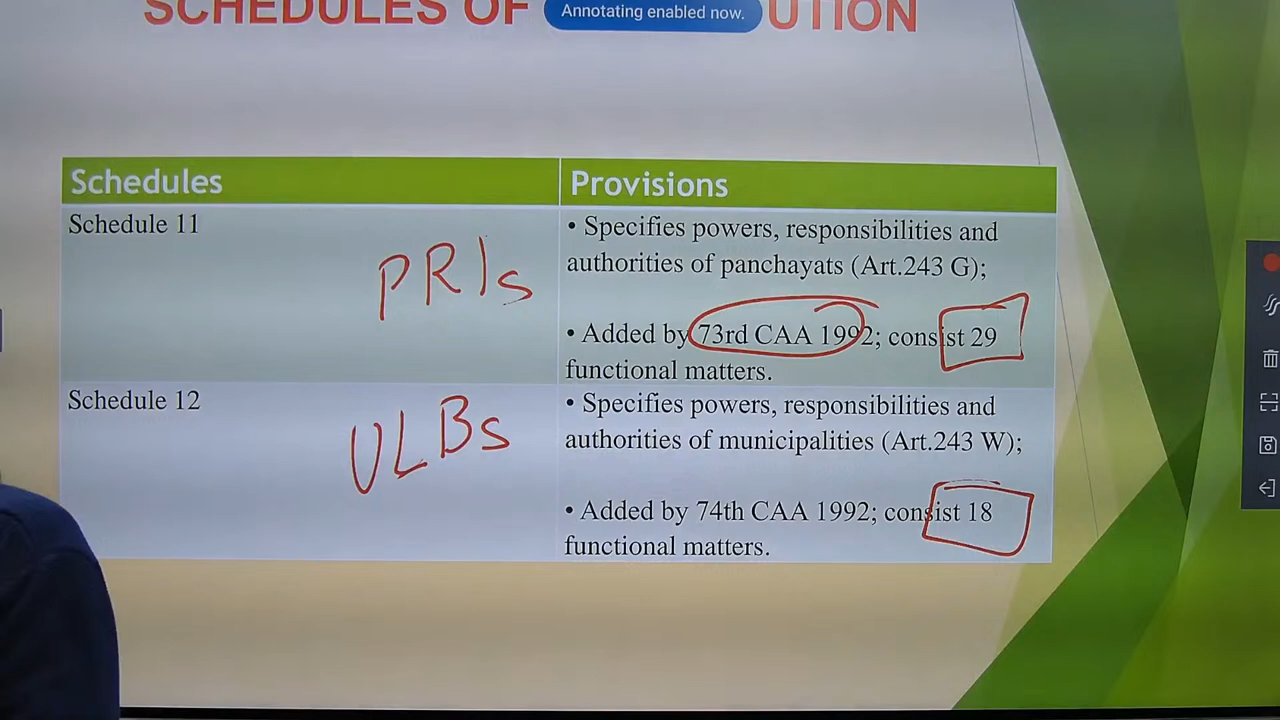 SCHEDULES OF UTION
Annotating enabled now.
Schedules
Provisions
Schedule 11
PRIs
• Specifies powers, responsibilities and
authorities of panchayats (Art.243 G);
• Added by 73rd CAA 1992; consist 29
functional matters.
Schedule 12
ULBs
• Specifies powers, responsibilities and
authorities of municipalities (Art.243 W);
• Added by 74th CAA 1992; consist 18
functional matters.